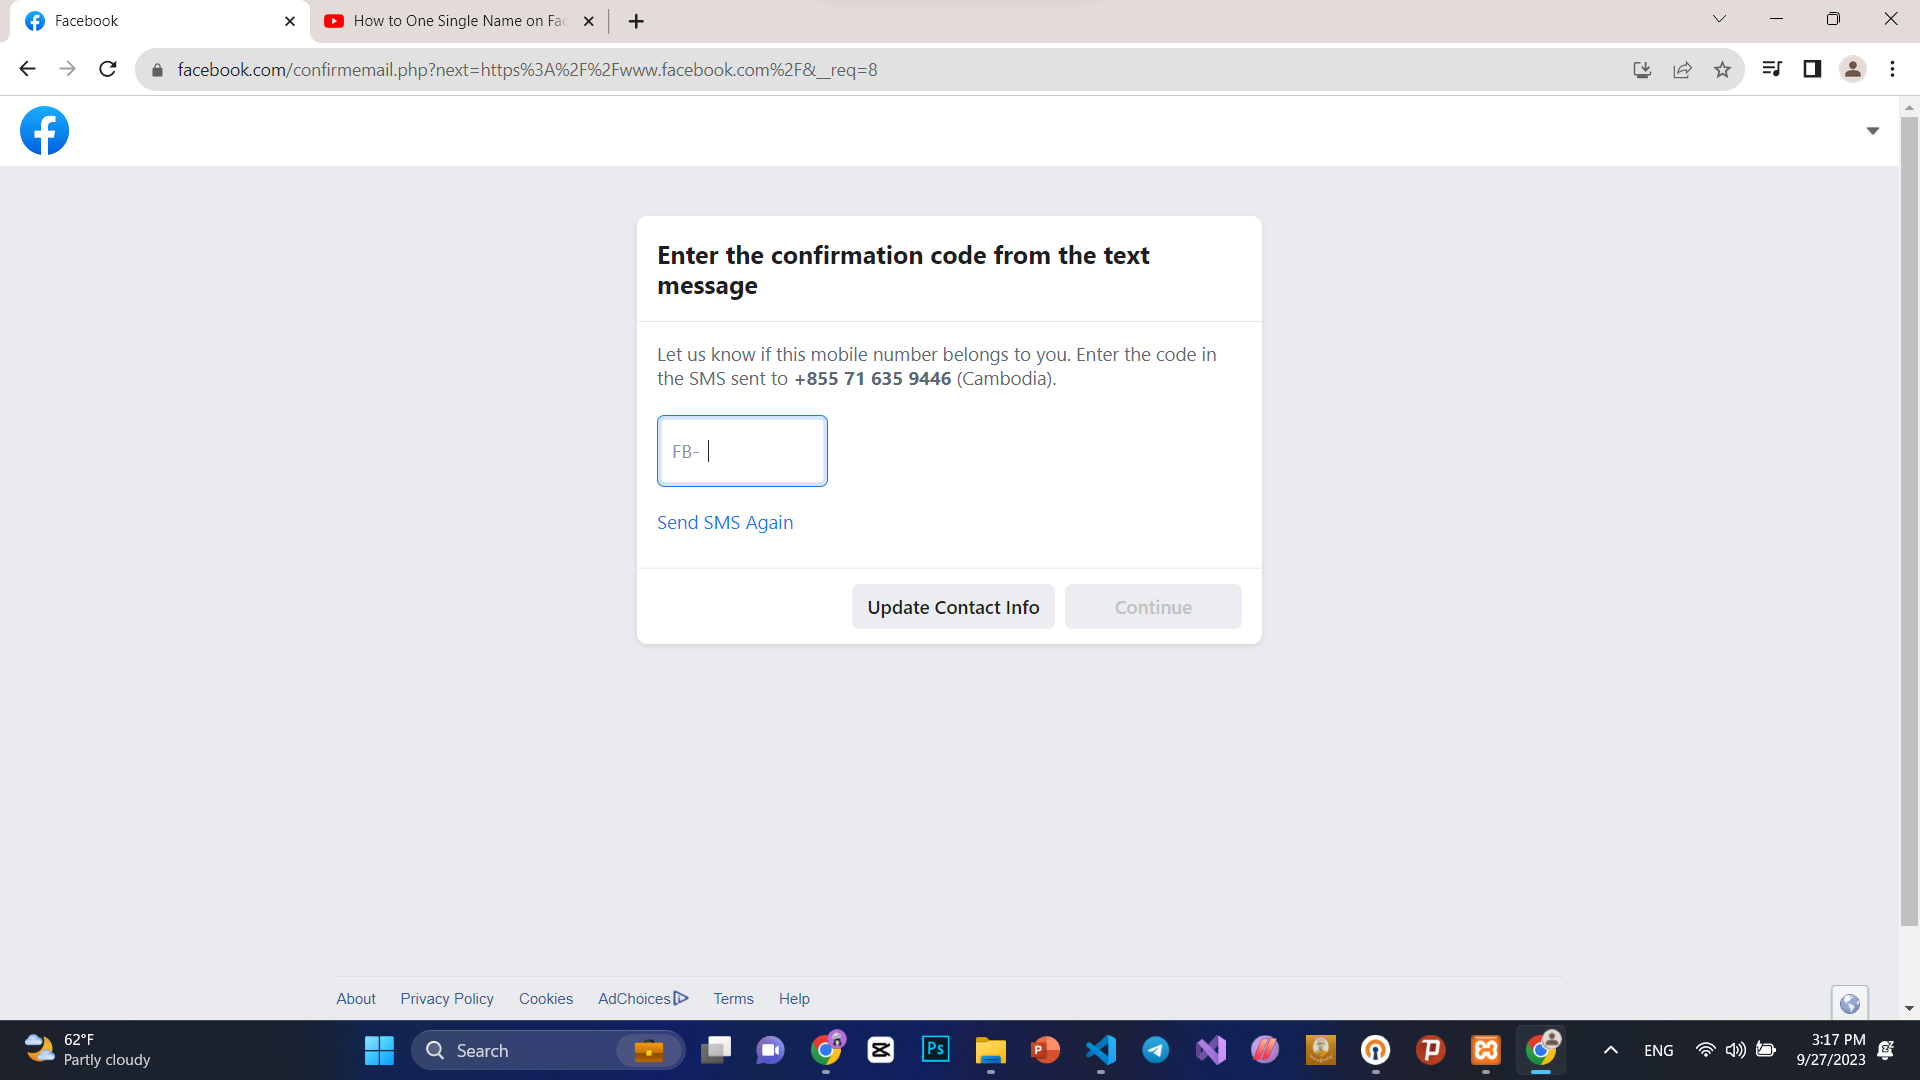 Facebook
How to One Single Name on Fac
facebook.com/confirmemail.php?next=https%3A%2F%2Fwww.facebook.com%2F&__req=8
Enter the confirmation code from the text
message
Let us know if this mobile number belongs to you. Enter the code in
the SMS sent to +855 71 635 9446 (Cambodia).
FB-
Send SMS Again
Update Contact Info
Continue
About
Privacy Policy
Cookies
AdChoices
Terms
Help
62°F
Partly cloudy
Search
Ps
ENG
3:17 PM
9/27/2023